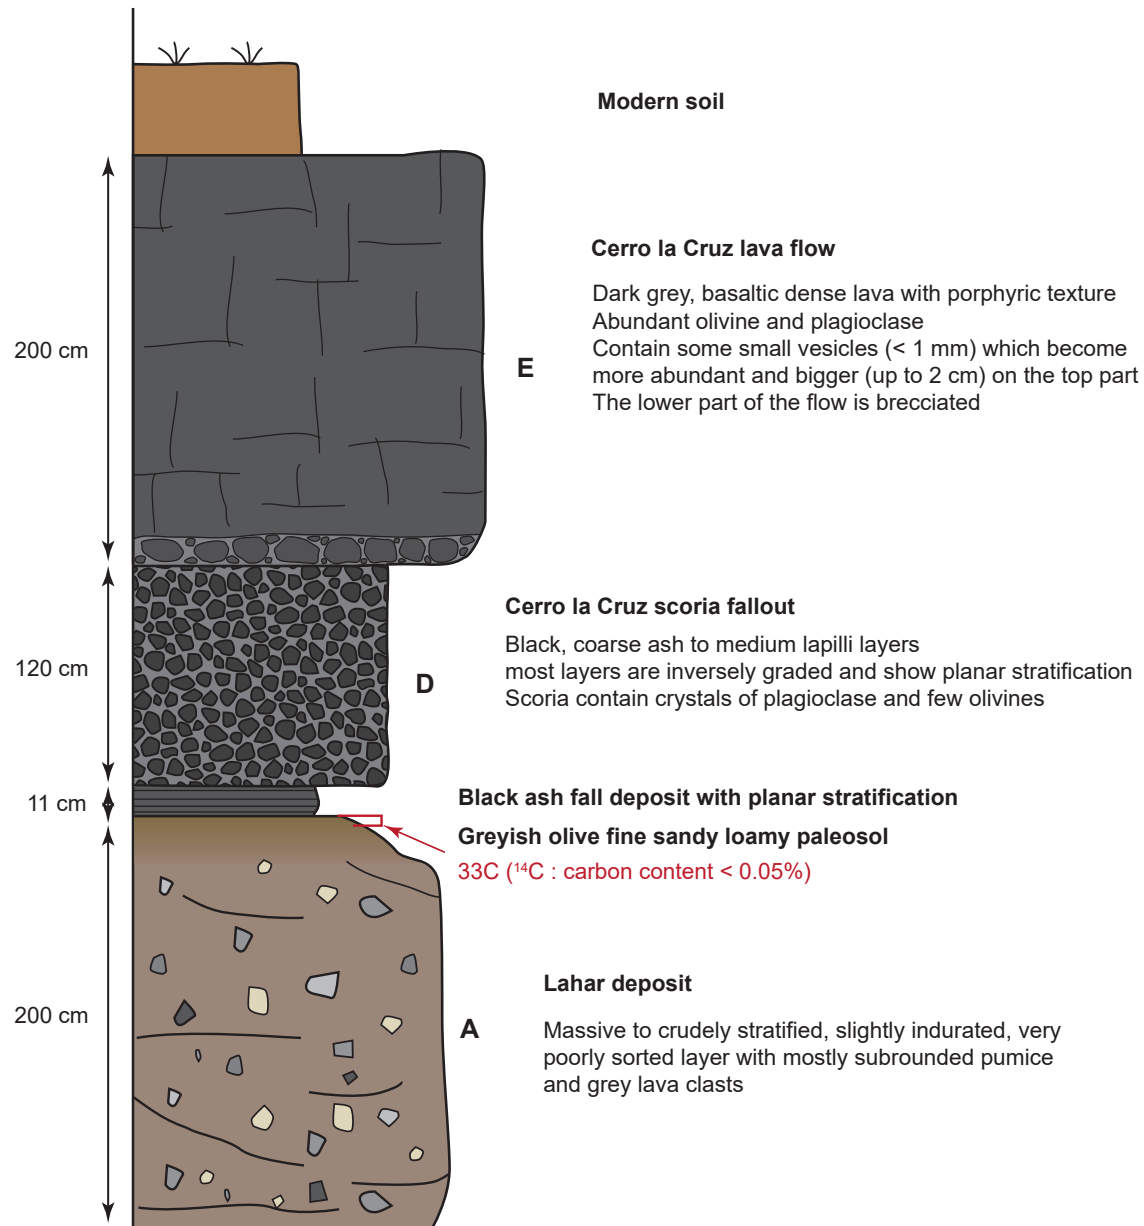 Modern soil
Cerro la Cruz lava flow
Dark grey, basaltic dense lava with porphyric texture
Abundant olivine and plagioclase
Contain some small vesicles (< 1 mm) which become
more abundant and bigger (up to 2 cm) on the top part
The lower part of the flow is brecciated
200 cm
E
Cerro la Cruz scoria fallout
Black, coarse ash to medium lapilli layers
most layers are inversely graded and show planar stratification
Scoria contain crystals of plagioclase and few olivines
120 cm
D
11 cm
Black ash fall deposit with planar stratification
Greyish olive fine sandy loamy paleosol
33C (¹⁴C : carbon content < 0.05%)
Lahar deposit
200 cm
A
Massive to crudely stratified, slightly indurated, very
poorly sorted layer with mostly subrounded pumice
and grey lava clasts